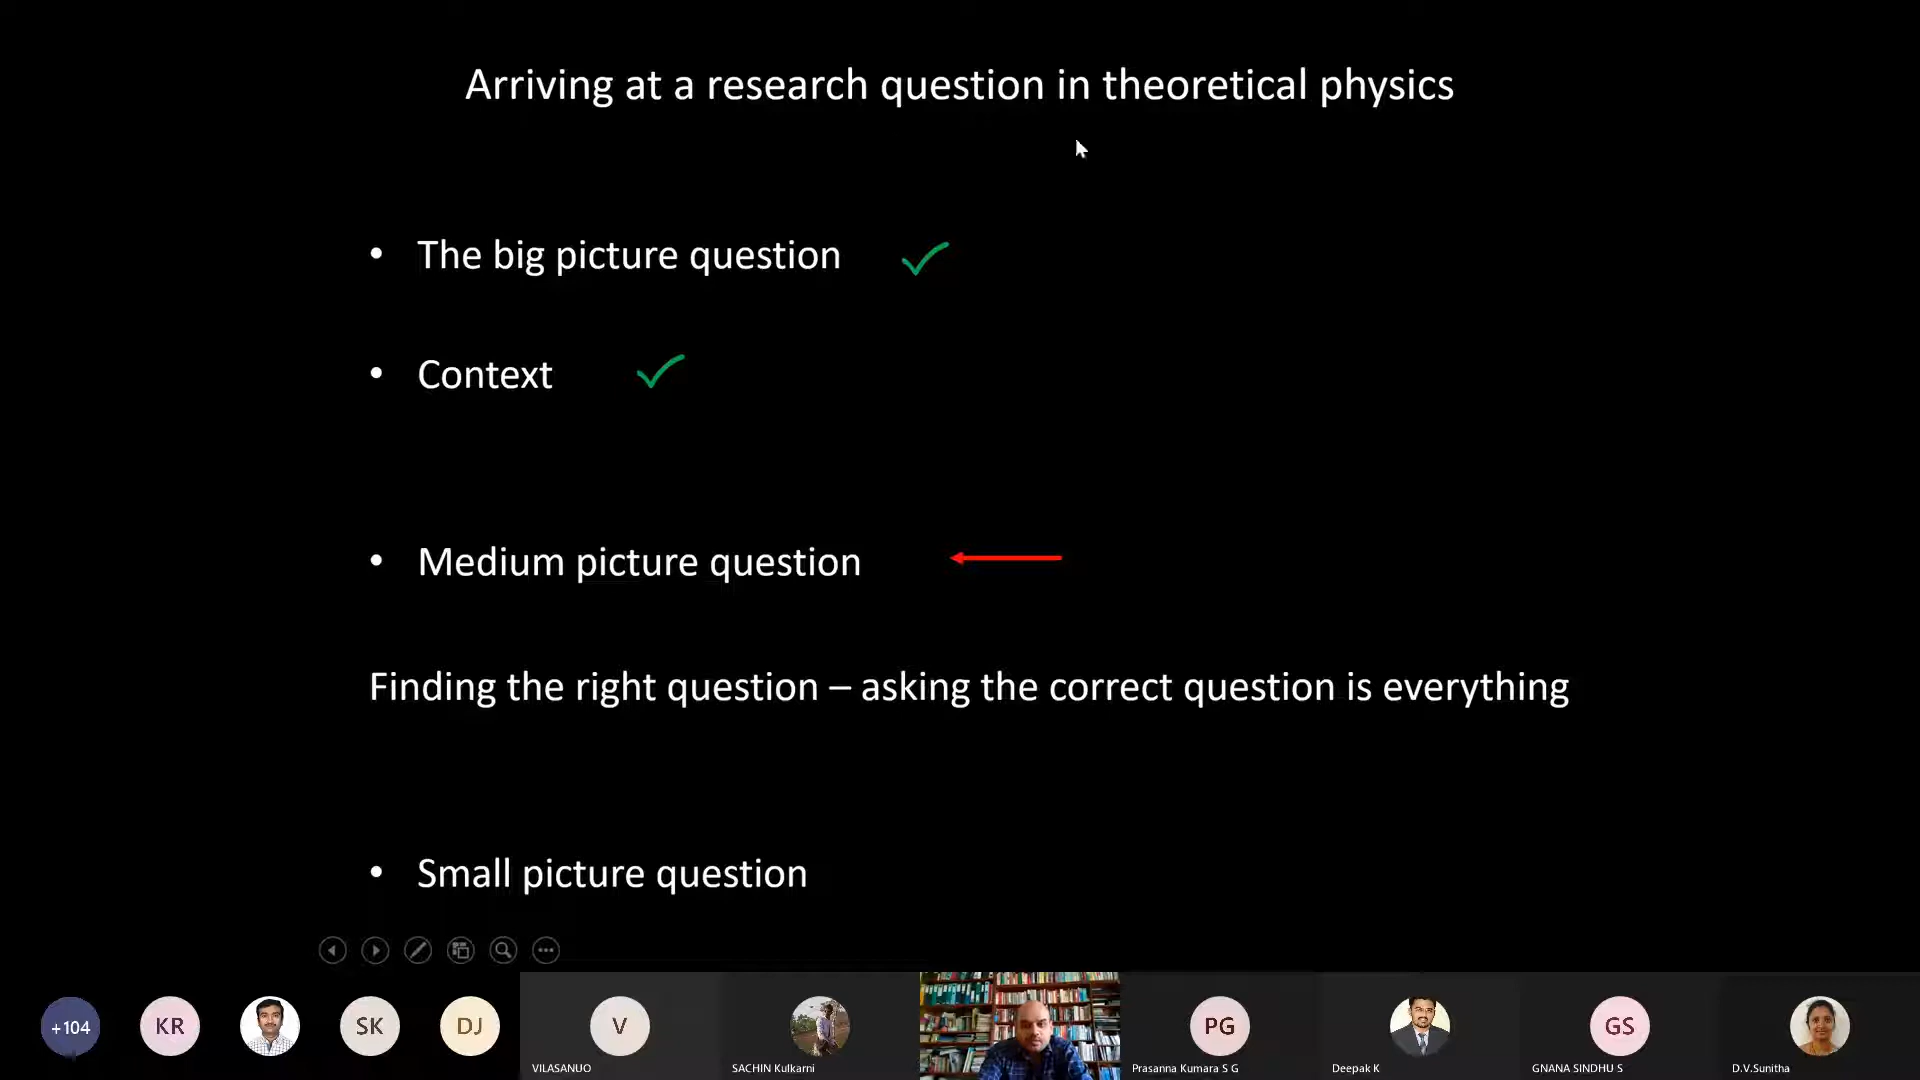 Arriving at a research question in theoretical physics
• The big picture question
• Context
• Medium picture question
Finding the right question – asking the correct question is everything
• Small picture question
+104
KR
SK
DJ
V
PG
GS
VILASANUO
SACHIN Kulkarni
Prasanna Kumara S G
Deepak K
GNANA SINDHU S
D.V.Sunitha